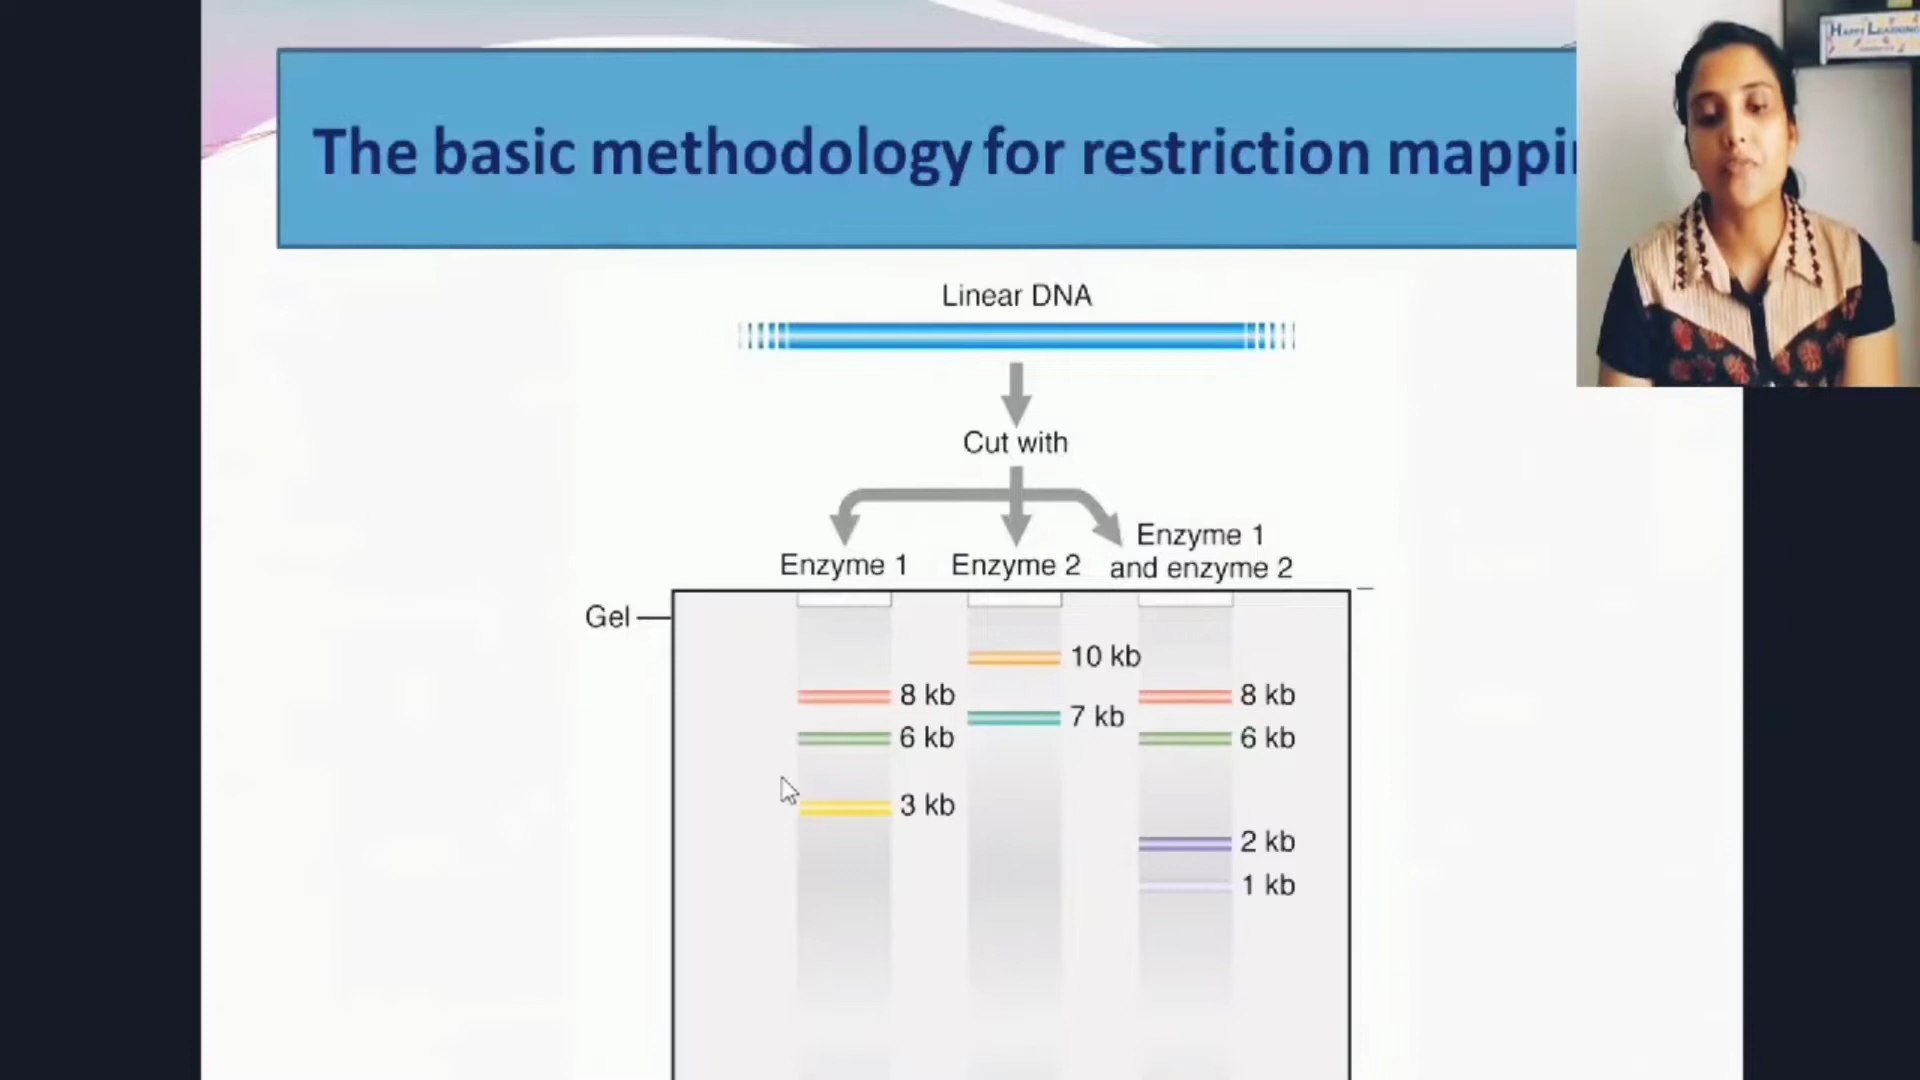 The basic methodology for restriction mappi
HAPPY LEARNING
Linear DNA
Cut with
Enzyme 1
Enzyme 2
Enzyme 1
and enzyme 2
Gel
10 kb
8 kb
8 kb
7 kb
6 kb
6 kb
3 kb
2 kb
1 kb